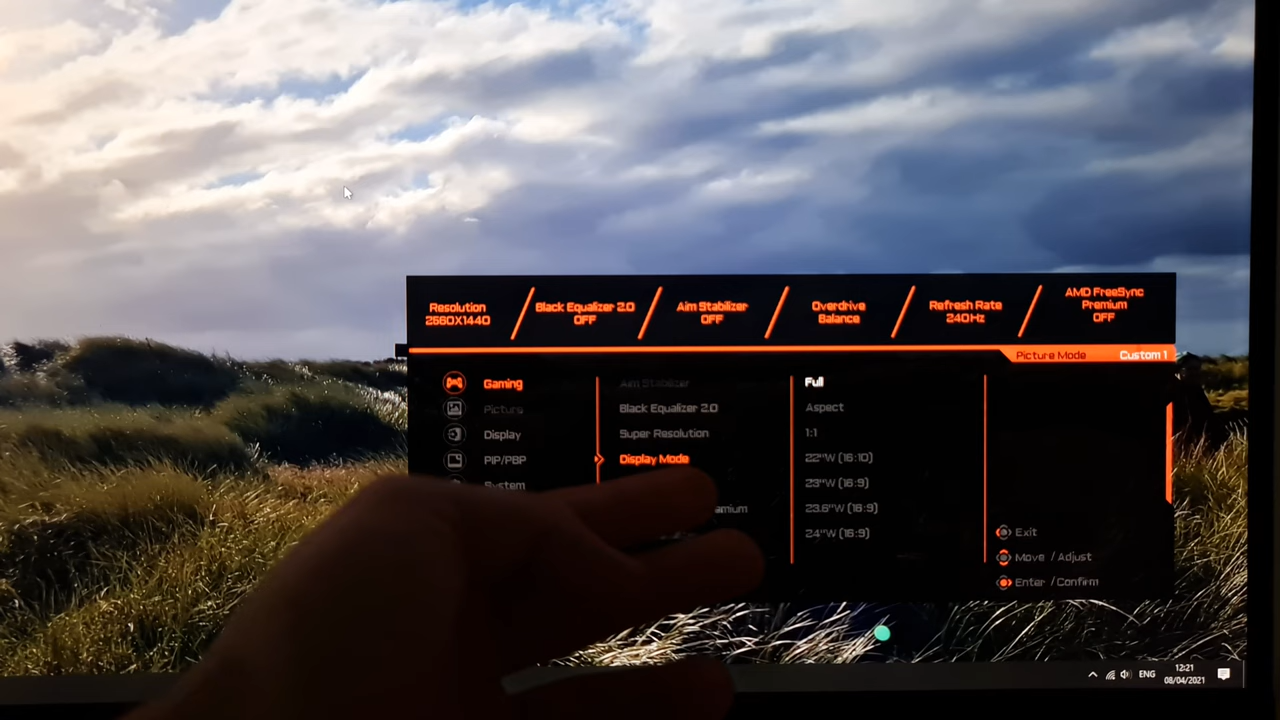 Resolution
2560X1440
Black Equalizer 2.0
OFF
Aim Stabilizer
OFF
Overdrive
Balance
Refresh Rate
240Hz
AMD FreeSync
Premium
OFF
Picture Mode
Custom 1
Gaming
Picture
Display
PIP/PBP
System
Aim Stabilizer
Black Equalizer 2.0
Super Resolution
Display Mode
Full
Aspect
1:1
22"W (16:10)
23"W (16:9)
23.6"W (16:9)
24"W (16:9)
Exit
Move / Adjust
Enter / Confirm
ENG
12:21
08/04/2021